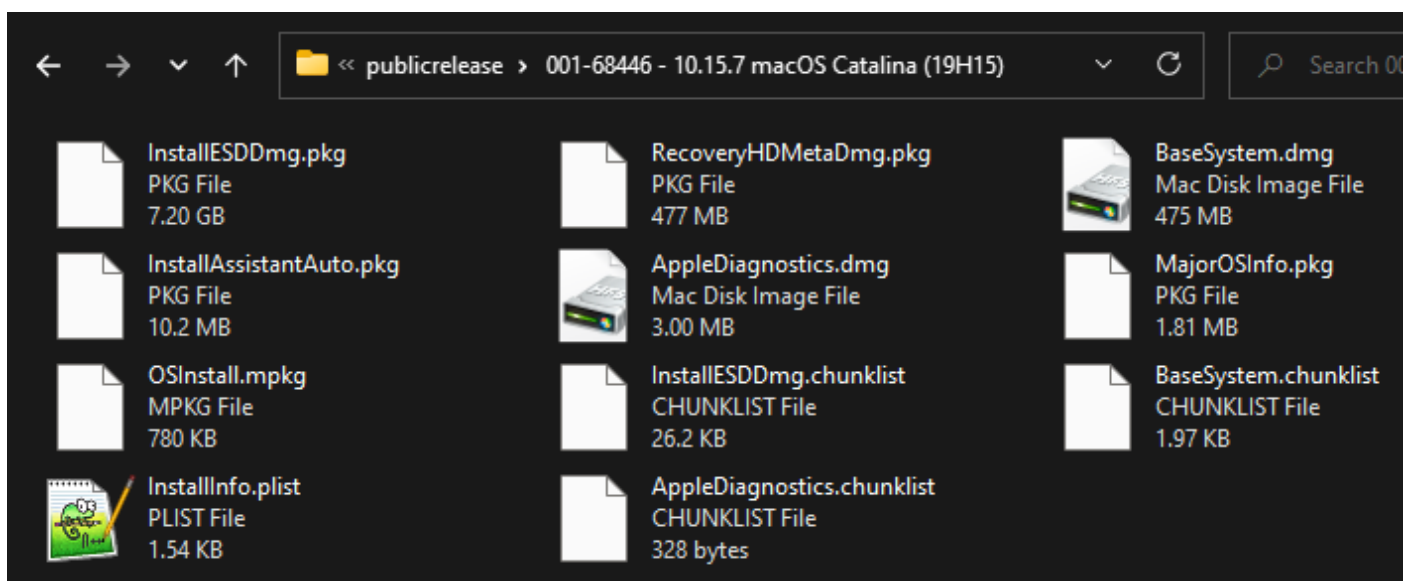 « publicrelease › 001-68446 - 10.15.7 macOS Catalina (19H15)
Search 00
InstallESDDmg.pkg
PKG File
7.20 GB
RecoveryHDMetaDmg.pkg
PKG File
477 MB
BaseSystem.dmg
Mac Disk Image File
475 MB
InstallAssistantAuto.pkg
PKG File
10.2 MB
AppleDiagnostics.dmg
Mac Disk Image File
3.00 MB
MajorOSInfo.pkg
PKG File
1.81 MB
OSInstall.mpkg
MPKG File
780 KB
InstallESDDmg.chunklist
CHUNKLIST File
26.2 KB
BaseSystem.chunklist
CHUNKLIST File
1.97 KB
InstallInfo.plist
PLIST File
1.54 KB
AppleDiagnostics.chunklist
CHUNKLIST File
328 bytes